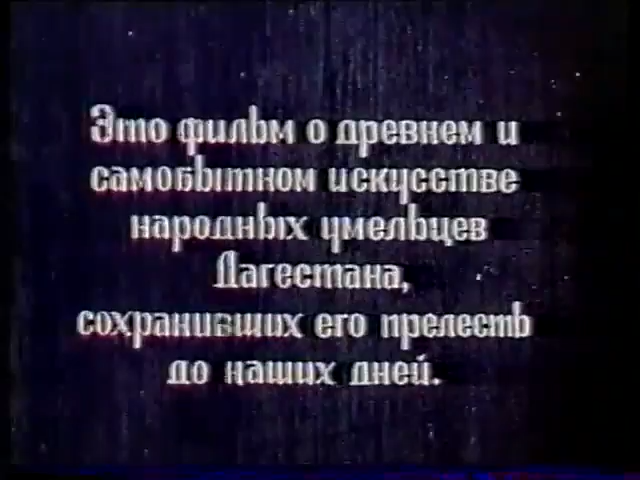 Это фильм о древнем и
самобытном искусстве
народных умельцев
Дагестана,
сохранивших его прелесть
до наших дней.